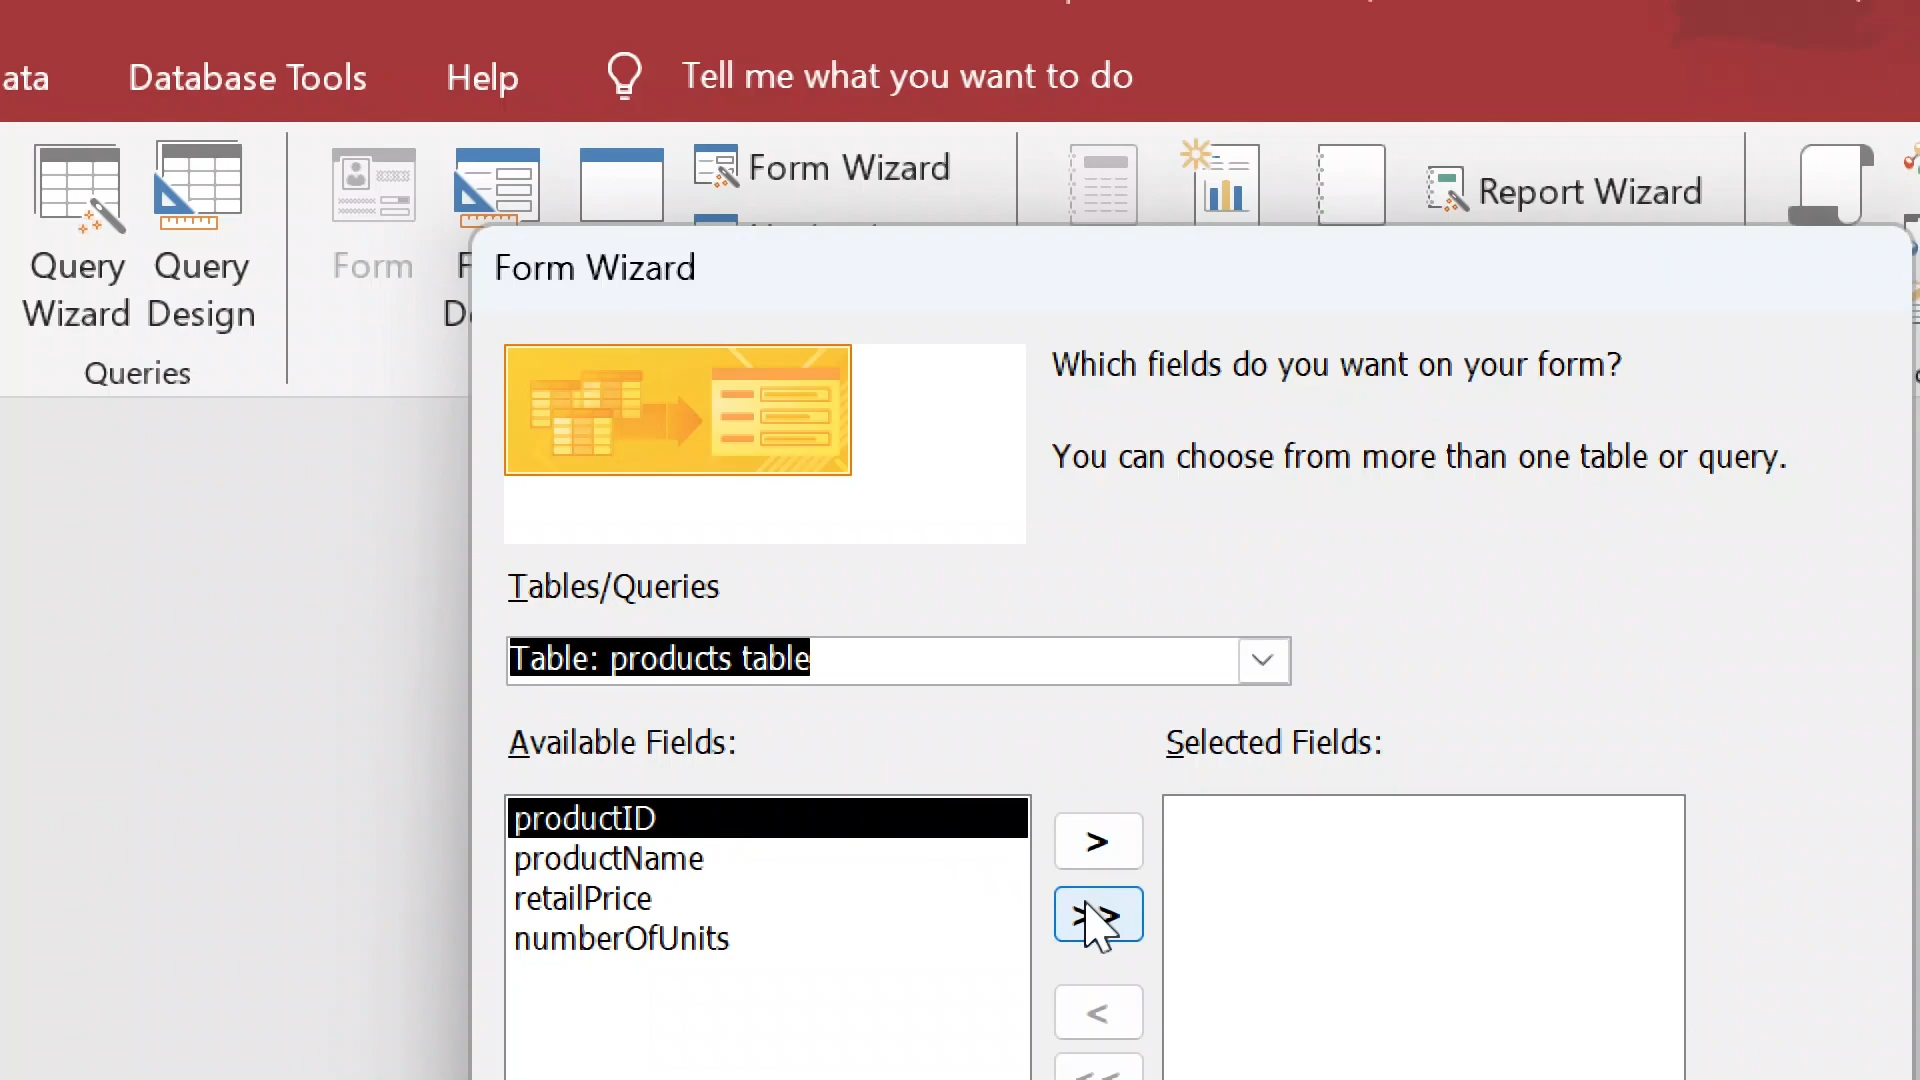 ata
Database Tools
Help
Tell me what you want to do
Query
Wizard
Query
Design
Queries
Form
Form Wizard
Report Wizard
Form Wizard
Which fields do you want on your form?
You can choose from more than one table or query.
Tables/Queries
Table: products table
Available Fields:
Selected Fields:
productID
productName
retailPrice
numberOfUnits
>
>>
<
<<